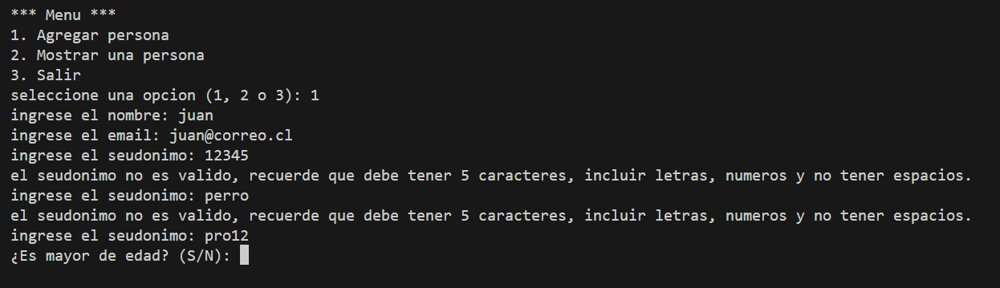 *** Menu ***
1. Agregar persona
2. Mostrar una persona
3. Salir
seleccione una opcion (1, 2 o 3): 1
ingrese el nombre: juan
ingrese el email: juan@correo.cl
ingrese el seudonimo: 12345
el seudonimo no es valido, recuerde que debe tener 5 caracteres, incluir letras, numeros y no tener espacios.
ingrese el seudonimo: perro
el seudonimo no es valido, recuerde que debe tener 5 caracteres, incluir letras, numeros y no tener espacios.
ingrese el seudonimo: pro12
¿Es mayor de edad? (S/N):